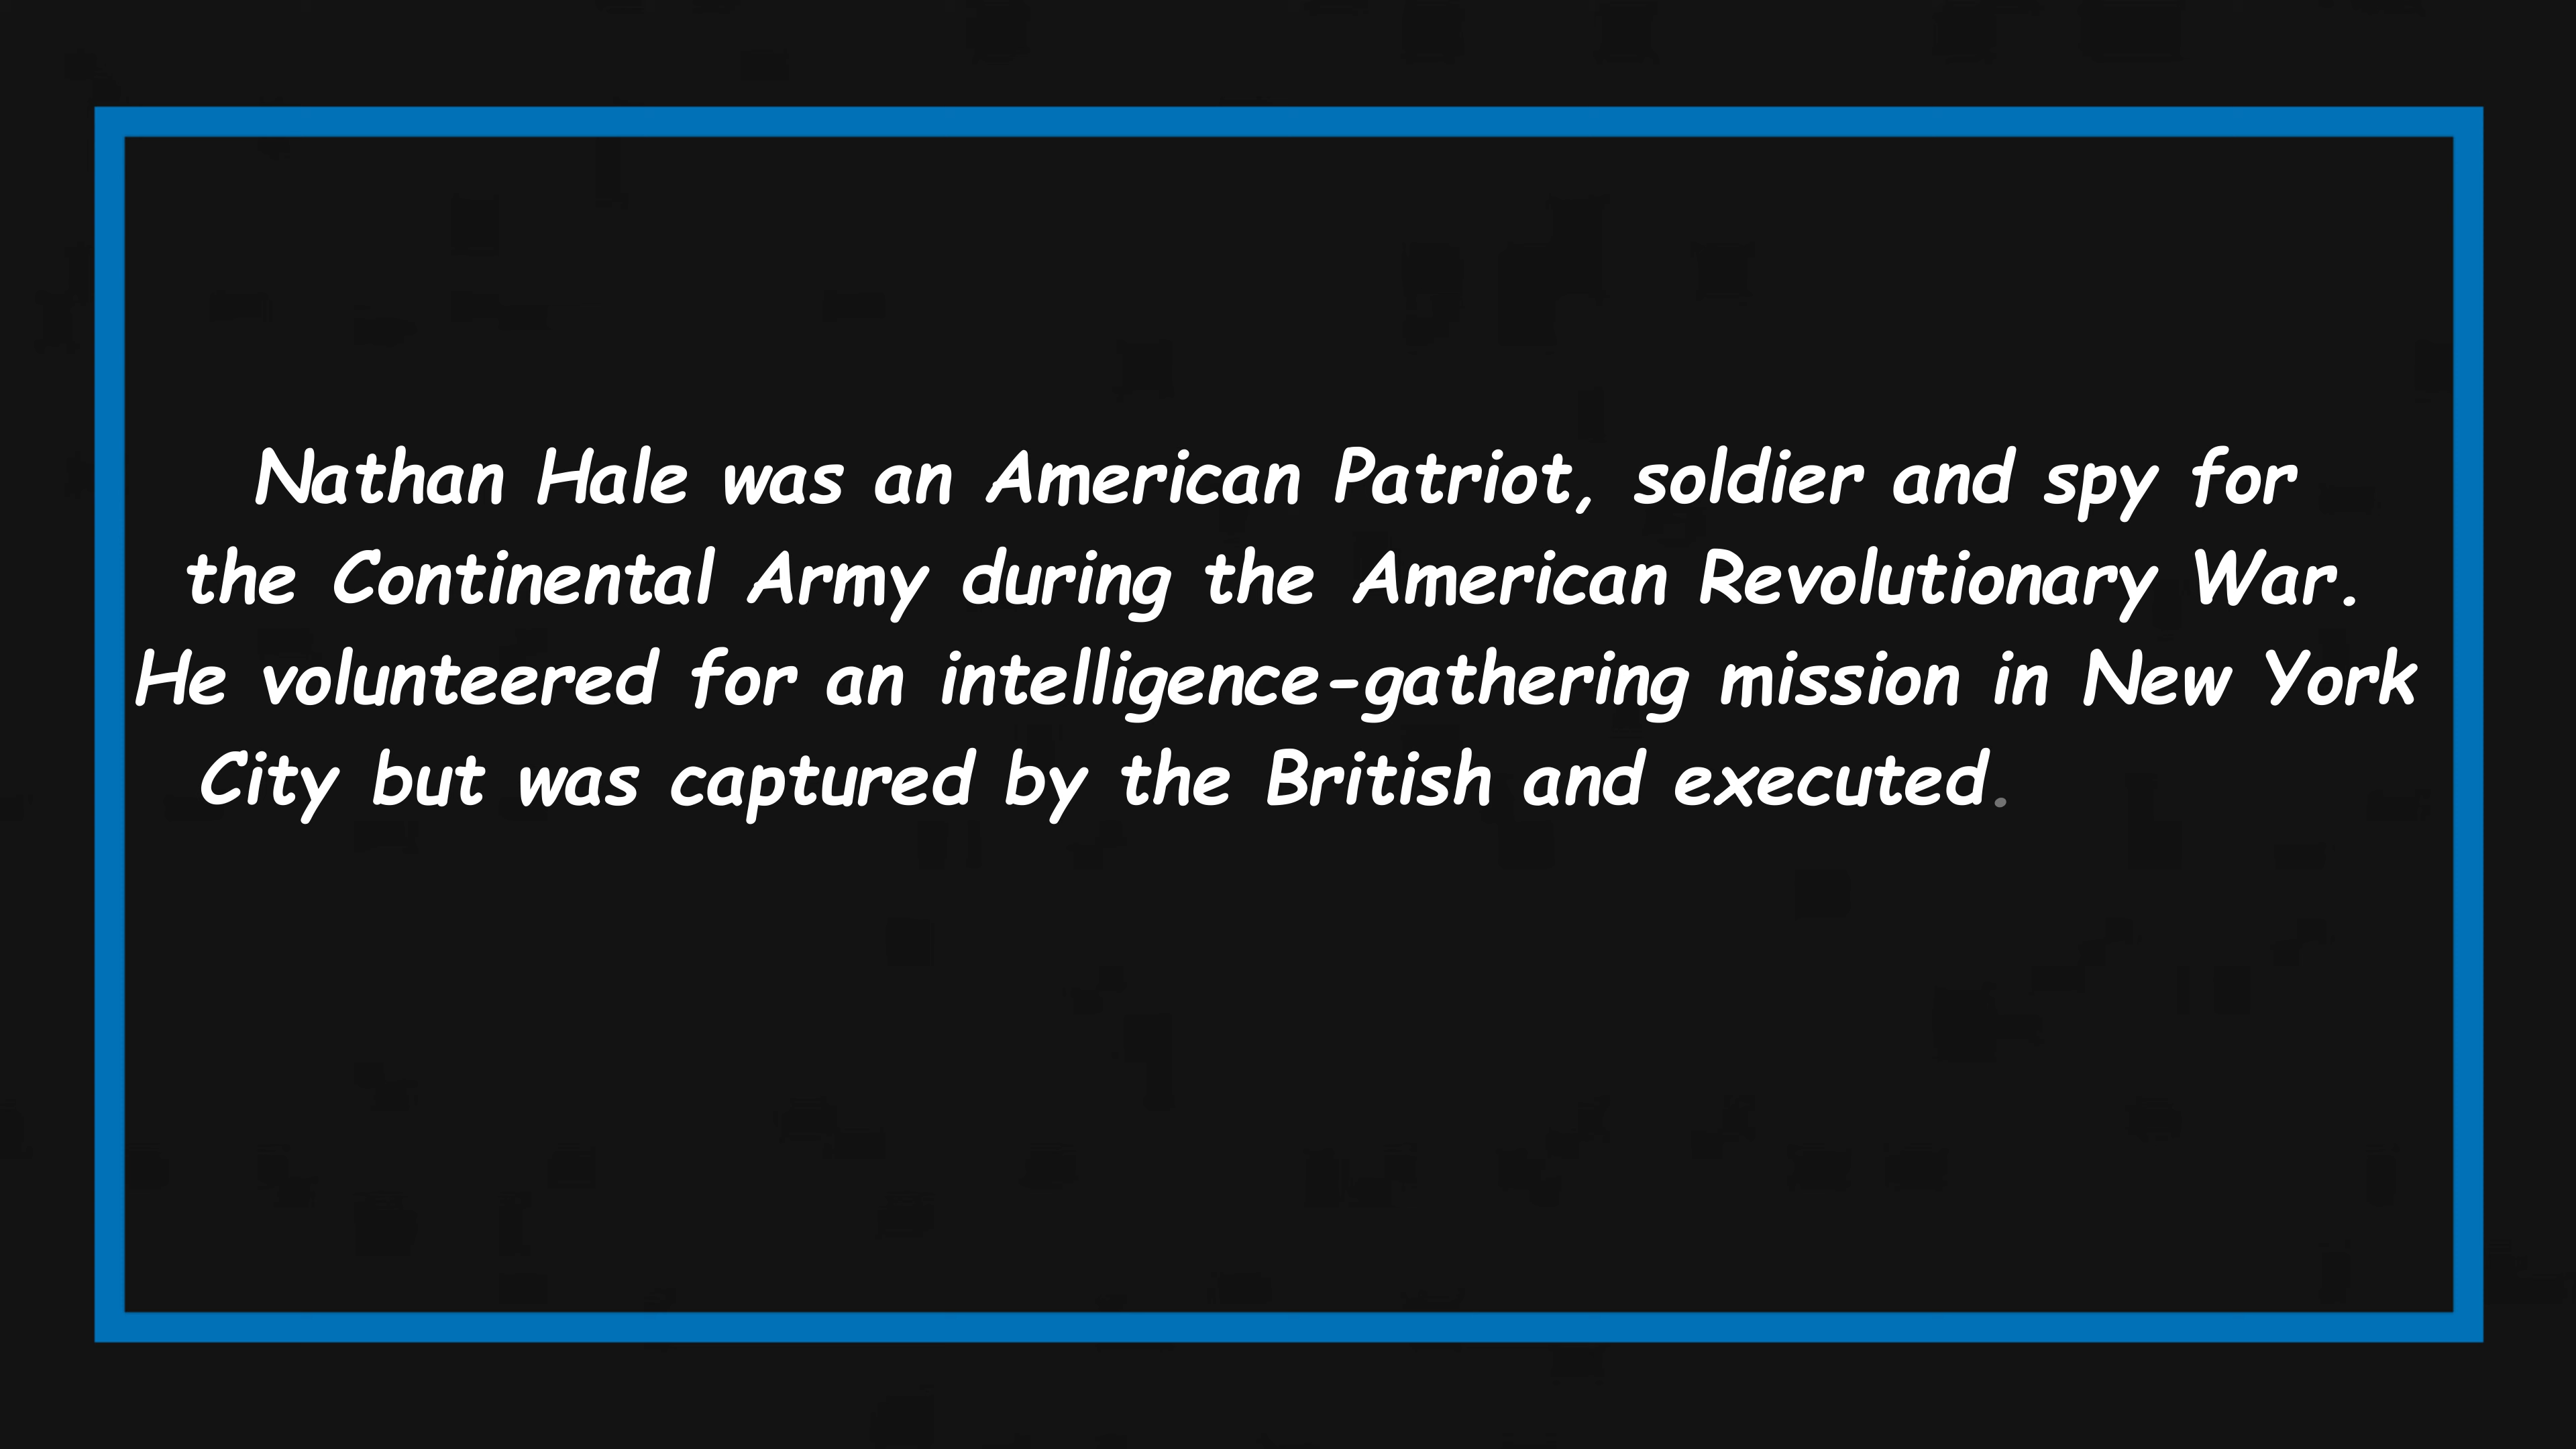 Nathan Hale was an American Patriot, soldier and spy for
the Continental Army during the American Revolutionary War.
He volunteered for an intelligence-gathering mission in New York
City but was captured by the British and executed.